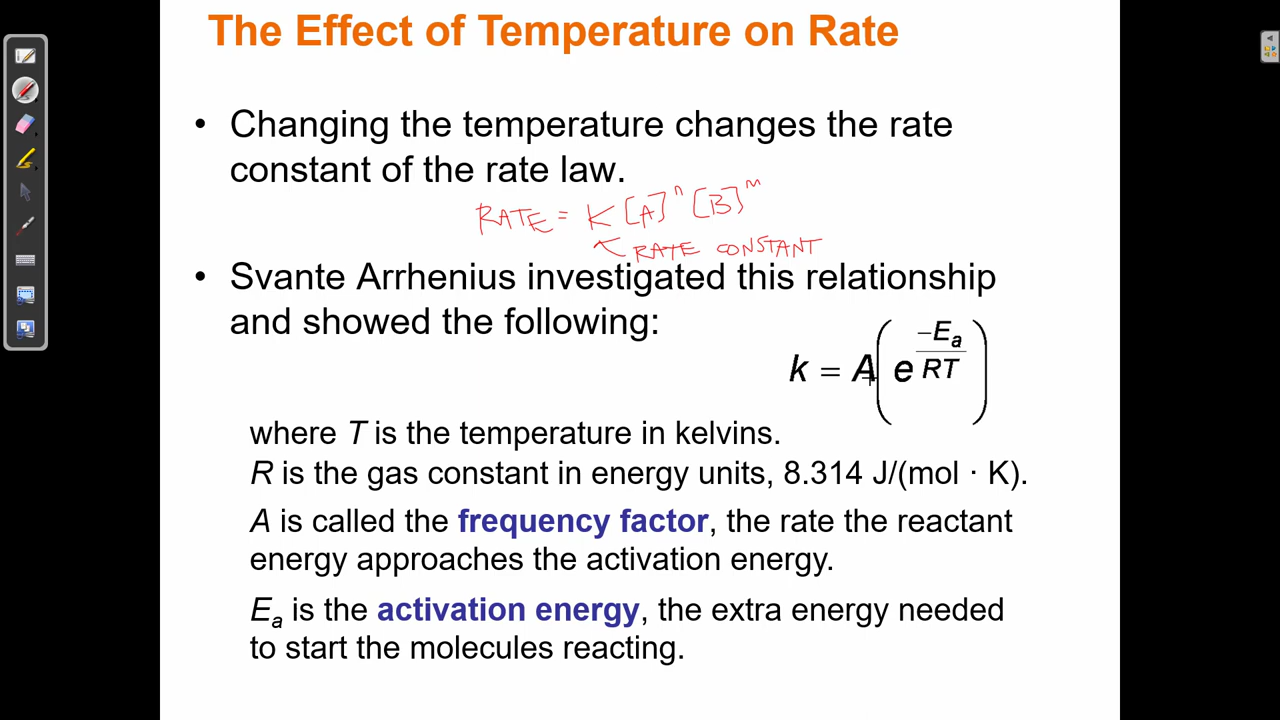 The Effect of Temperature on Rate
• Changing the temperature changes the rate
constant of the rate law.
RATE = K [A]ⁿ [B]ᵐ
RATE CONSTANT
• Svante Arrhenius investigated this relationship
and showed the following:
k = A(e^(−Ea/RT))
where T is the temperature in kelvins.
R is the gas constant in energy units, 8.314 J/(mol · K).
A is called the frequency factor, the rate the reactant
energy approaches the activation energy.
Ea is the activation energy, the extra energy needed
to start the molecules reacting.